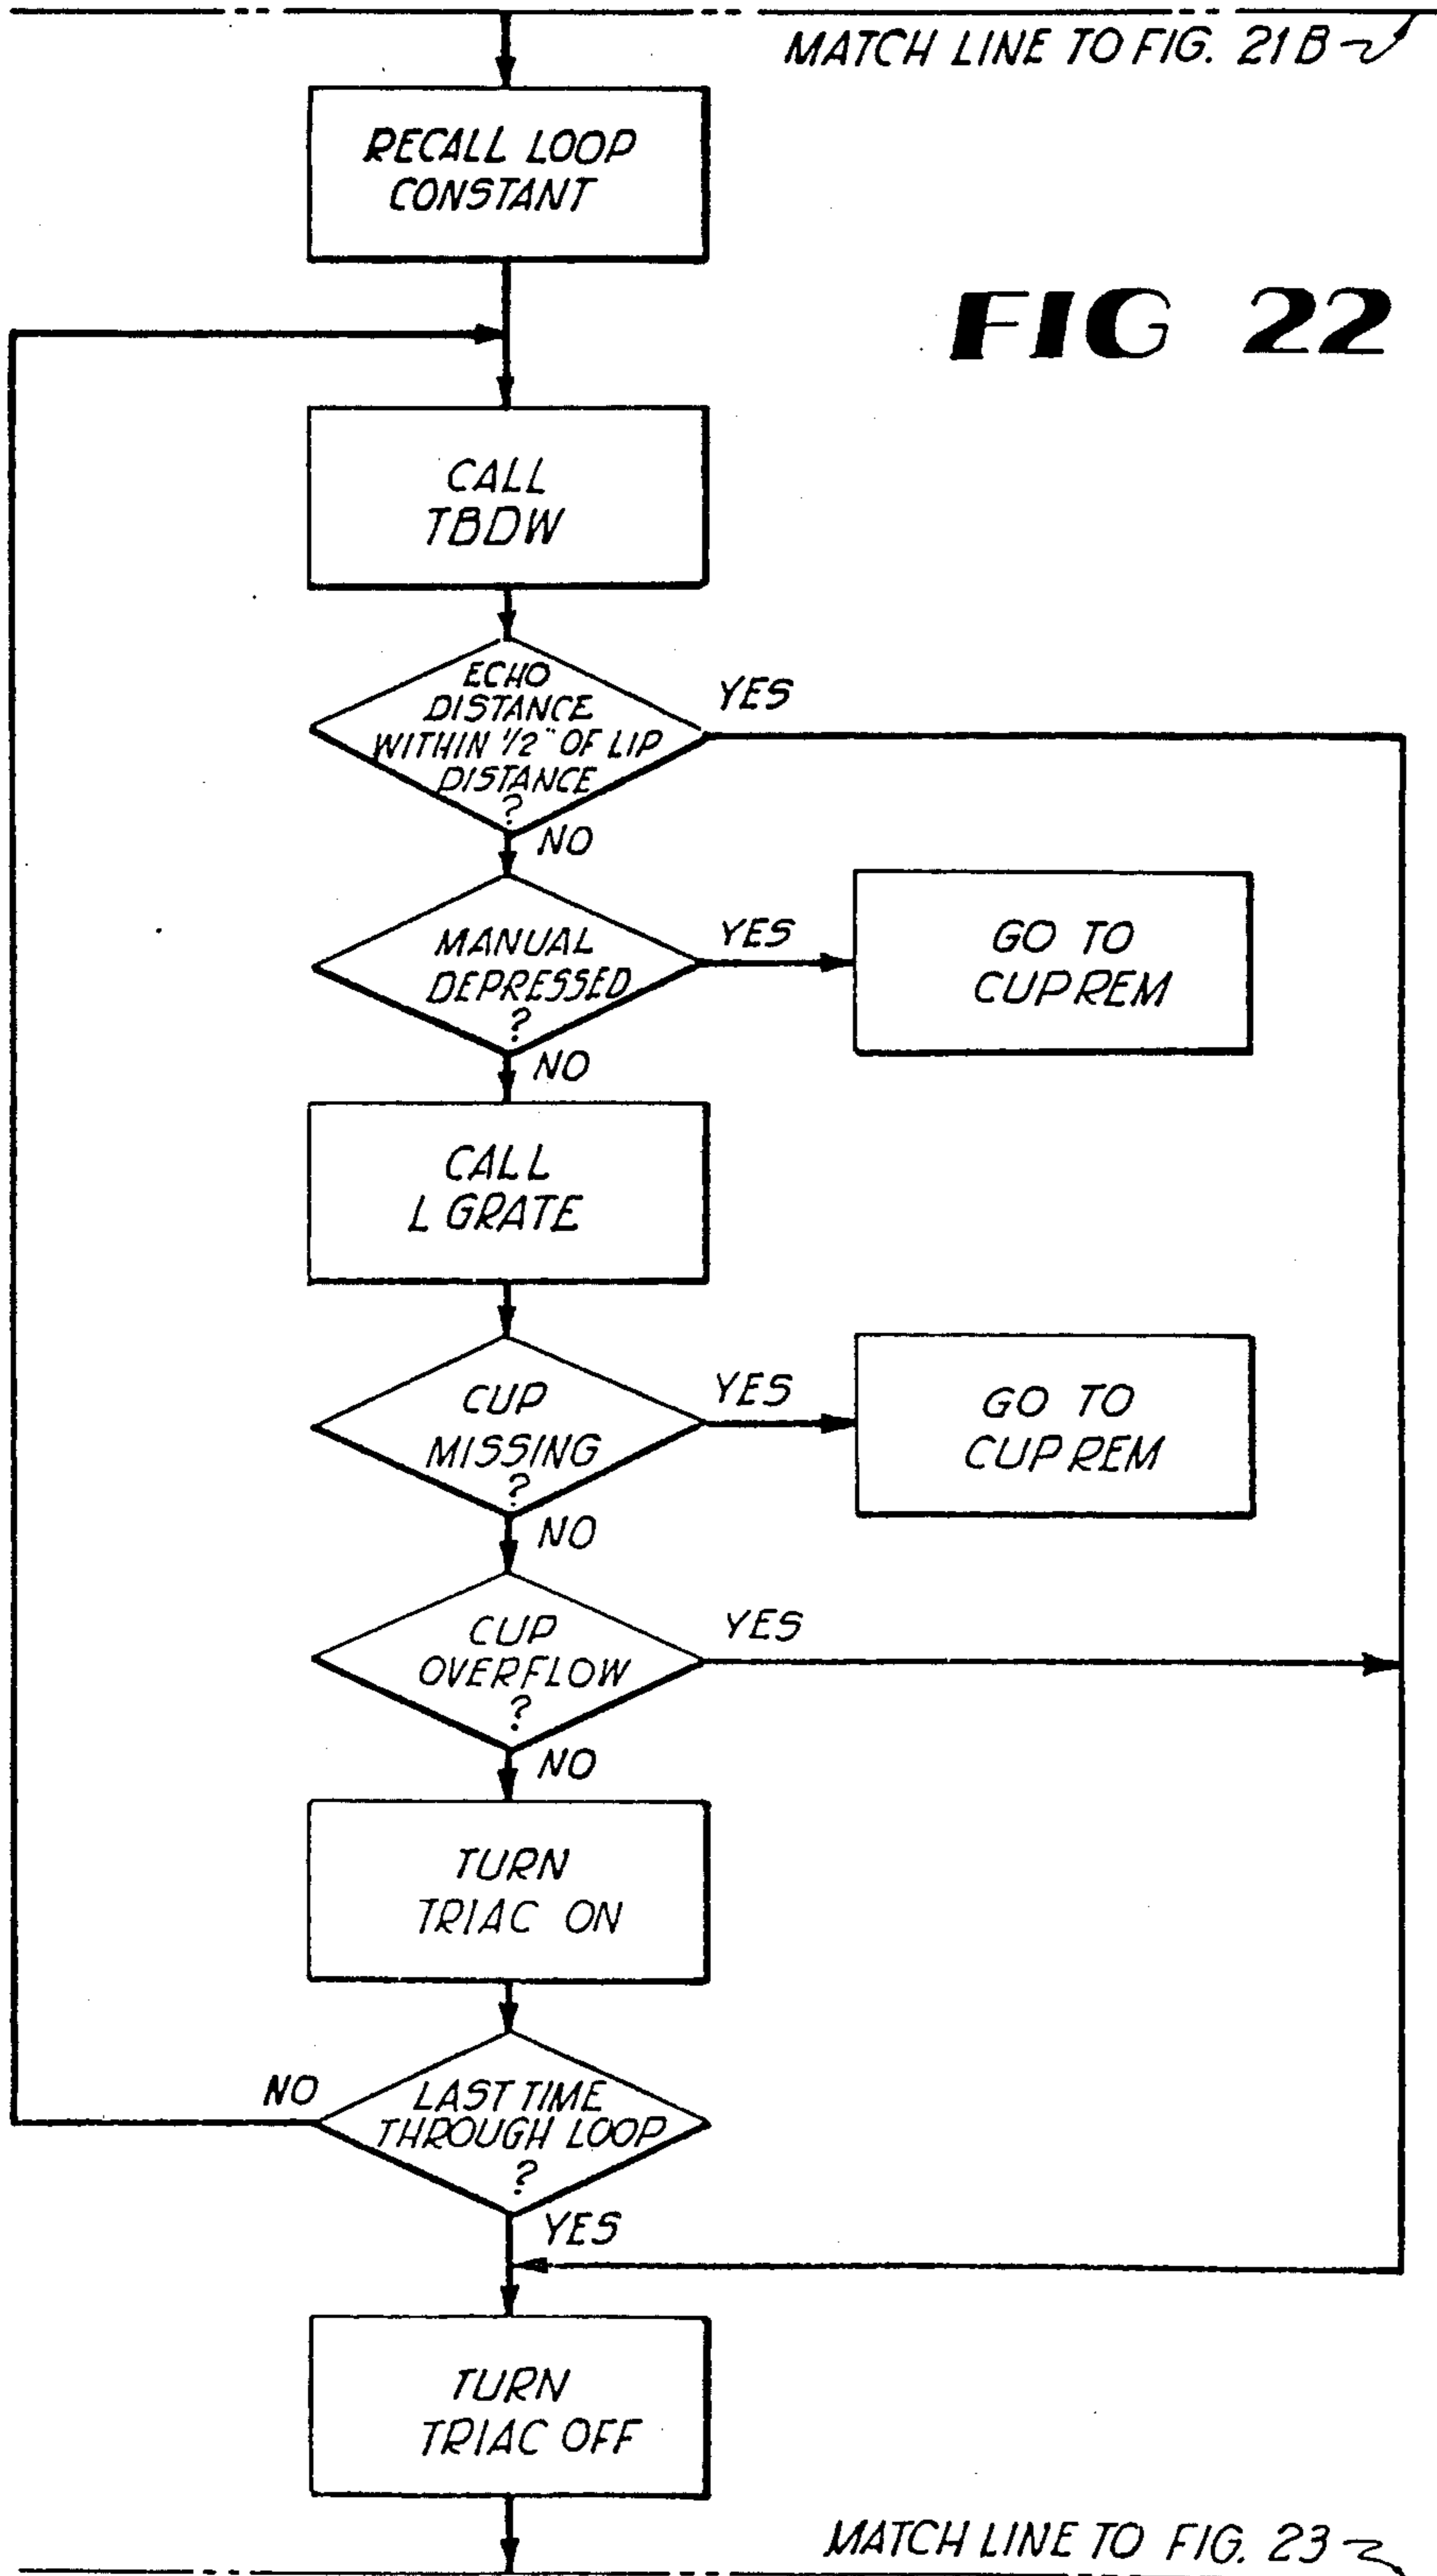 MATCH LINE TO FIG. 21B
RECALL LOOP
CONSTANT
FIG 22
CALL
TBDW
ECHO
DISTANCE
WITHIN 1/2" OF LIP
DISTANCE
?
YES
NO
MANUAL
DEPRESSED
?
YES
GO TO
CUPREM
NO
CALL
L GRATE
CUP
MISSING
?
YES
GO TO
CUPREM
NO
CUP
OVERFLOW
?
YES
NO
TURN
TRIAC ON
NO
LAST TIME
THROUGH LOOP
?
YES
TURN
TRIAC OFF
MATCH LINE TO FIG. 23